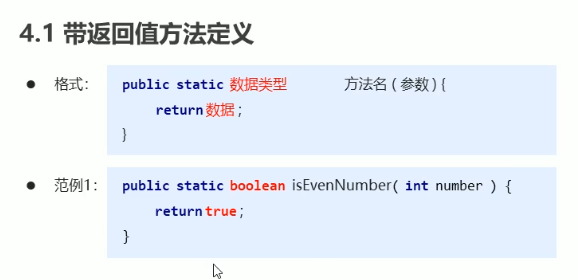 4.1 带返回值方法定义
● 格式： public static 数据类型 方法名 ( 参数 ) {
return 数据 ;
}
● 范例1： public static boolean isEvenNumber( int number ) {
return true ;
}